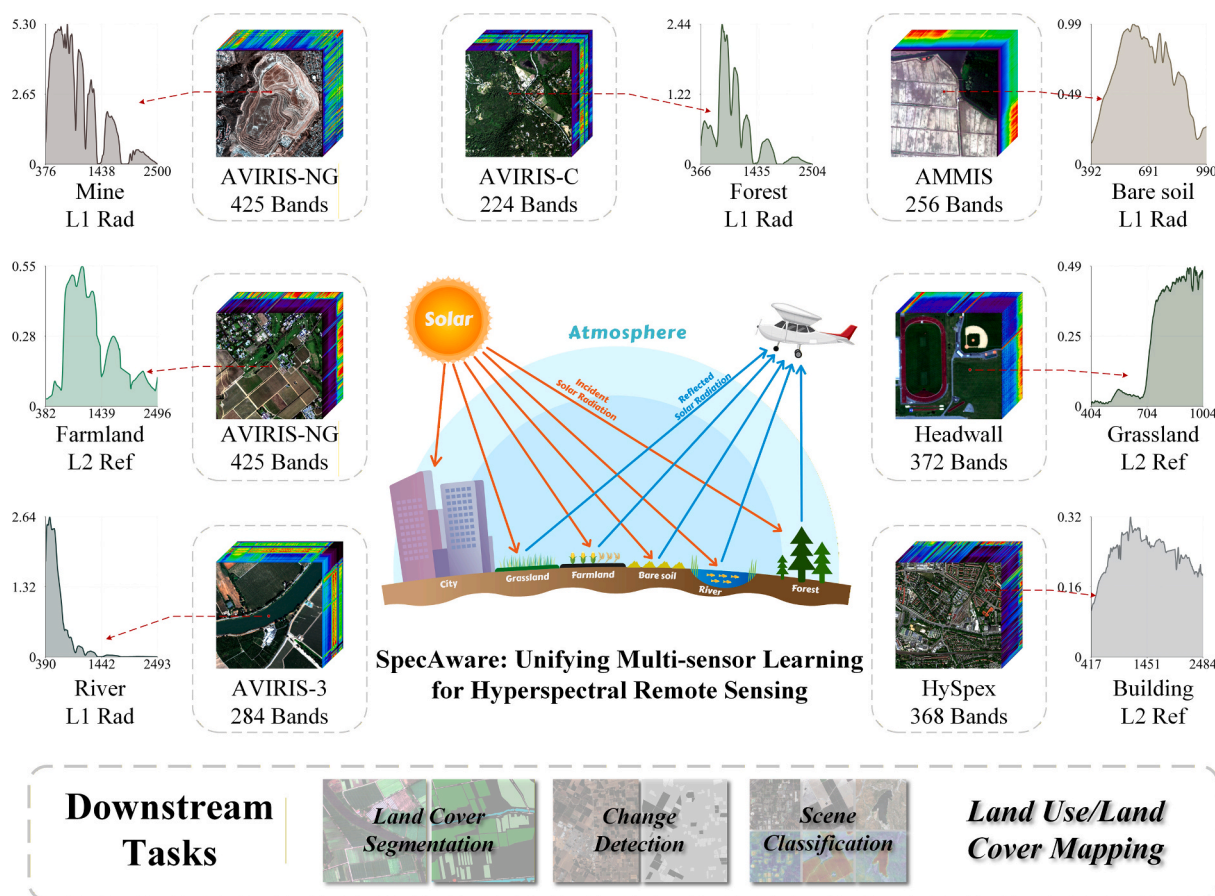 5.30
2.65
0.
376 1438 2500
Mine
L1 Rad
AVIRIS-NG
425 Bands
AVIRIS-C
224 Bands
2.44
1.22
0.
366 1435 2504
Forest
L1 Rad
AMMIS
256 Bands
0.99
0.49
0.
392 691 990
Bare soil
L1 Rad
0.55
0.28
0.
382 1439 2496
Farmland
L2 Ref
AVIRIS-NG
425 Bands
Solar
Atmosphere
Incident
Solar Radiation
Reflected
Solar Radiation
City
Grassland
Farmland
Bare soil
River
Forest
Headwall
372 Bands
0.49
0.25
0.
404 704 1004
Grassland
L2 Ref
2.64
1.32
0.
390 1442 2493
River
L1 Rad
AVIRIS-3
284 Bands
SpecAware: Unifying Multi-sensor Learning
for Hyperspectral Remote Sensing
HySpex
368 Bands
0.32
0.16
0.
417 1451 2484
Building
L2 Ref
Downstream
Tasks
Land Cover
Segmentation
Change
Detection
Scene
Classification
Land Use/Land
Cover Mapping